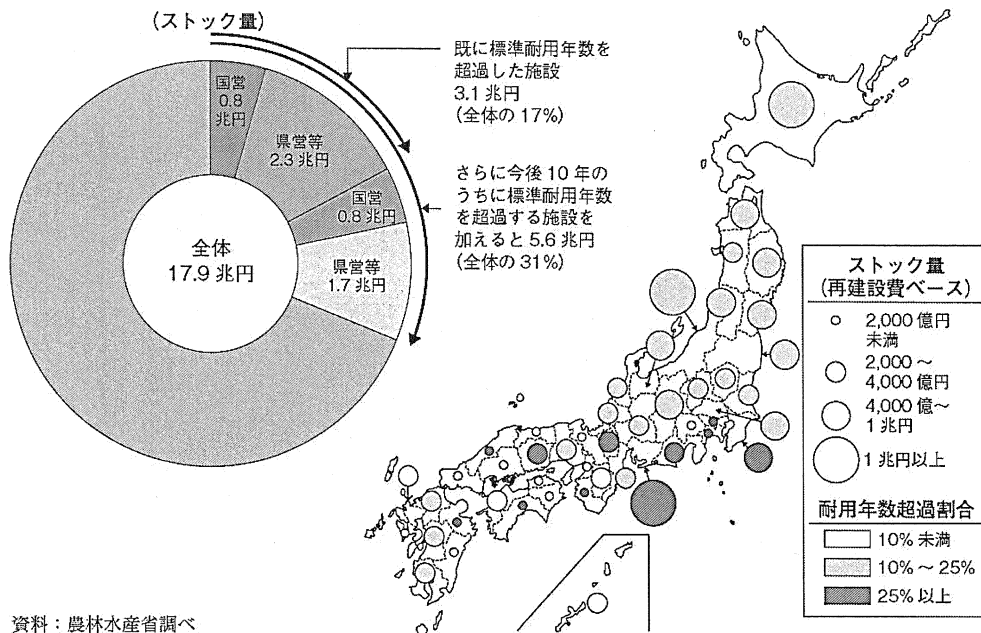 (ストック量)
国営
0.8
兆円
県営等
2.3 兆円
国営
0.8 兆円
県営等
1.7 兆円
全体
17.9 兆円
既に標準耐用年数を
超過した施設
3.1 兆円
(全体の 17%)
さらに今後 10 年の
うちに標準耐用年数
を超過する施設を
加えると 5.6 兆円
(全体の 31%)
ストック量
(再建設費ベース)
2,000 億円
未満
2,000 ～
4,000 億円
4,000 億～
1 兆円
1 兆円以上
耐用年数超過割合
10% 未満
10% ～ 25%
25% 以上
資料：農林水産省調べ